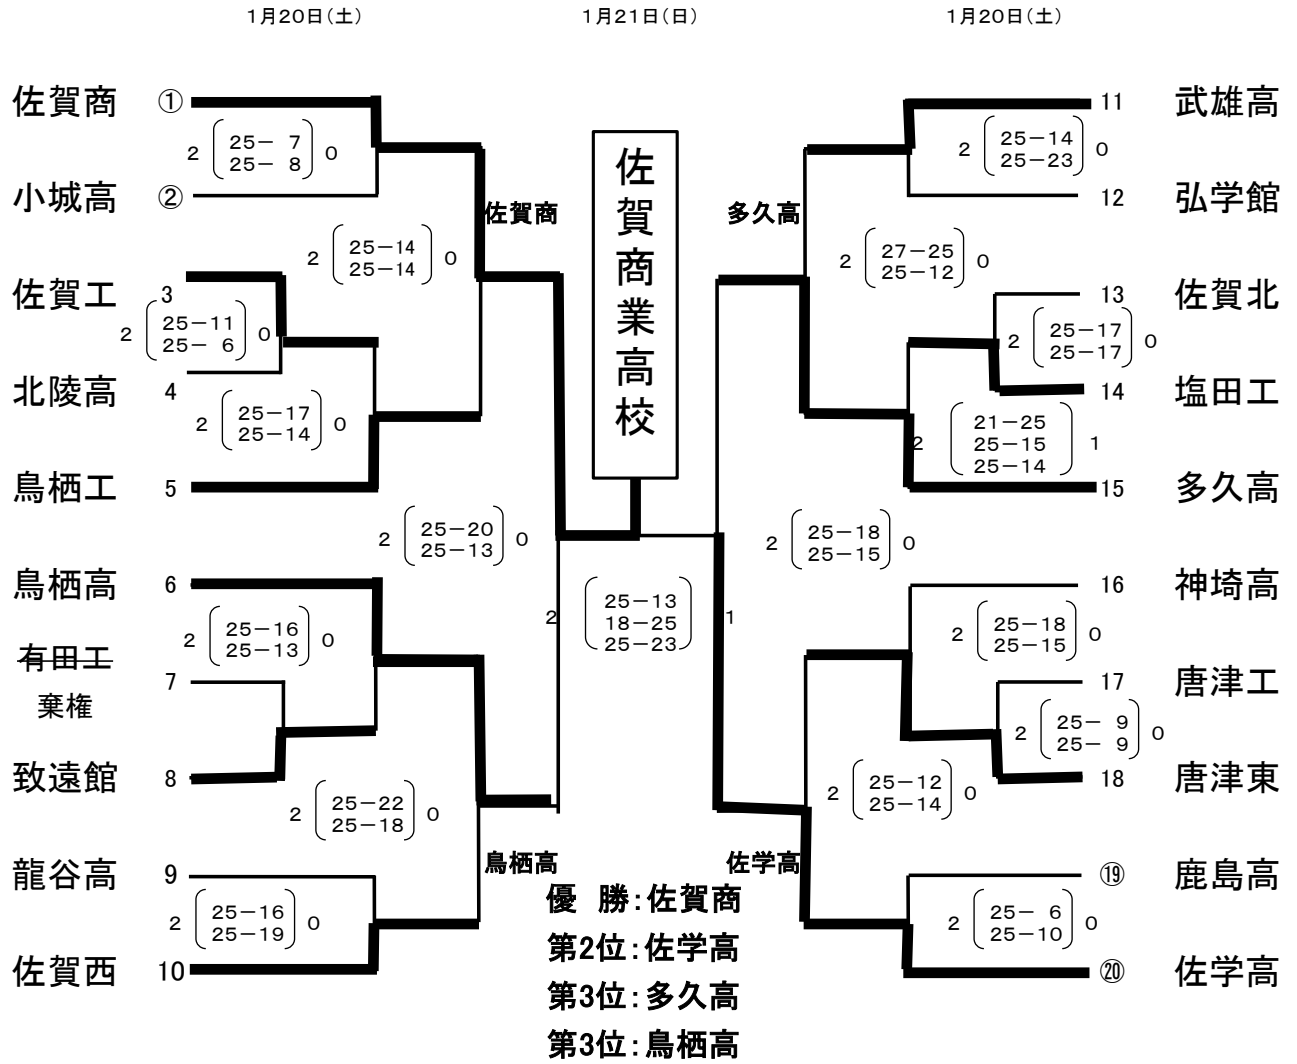 1月20日(土)
1月21日(日)
1月20日(土)
佐賀商 ①
2 25－ 7 0
25－ 8
小城高 ②
佐賀商
2 25－14 0
25－14
佐賀工 3
2 25－11 0
25－ 6
北陵高 4
2 25－17 0
25－14
鳥栖工 5
2 25－20 0
25－13
鳥栖高 6
2 25－16 0
25－13
有田工 7
棄権
致遠館 8
2 25－22 0
25－18
鳥栖高
龍谷高 9
2 25－16 0
25－19
佐賀西 10
佐賀商業高校
2 25－13 1
18－25
25－23
11 武雄高
2 25－14 0
25－23
12 弘学館
多久高
2 27－25 0
25－12
13 佐賀北
2 25－17 0
25－17
14 塩田工
2 21－25 1
25－15
25－14
15 多久高
2 25－18 0
25－15
16 神埼高
2 25－18 0
25－15
17 唐津工
2 25－ 9 0
25－ 9
18 唐津東
2 25－12 0
25－14
佐学高
⑲ 鹿島高
2 25－ 6 0
25－10
⑳ 佐学高
優 勝：佐賀商
第2位：佐学高
第3位：多久高
第3位：鳥栖高